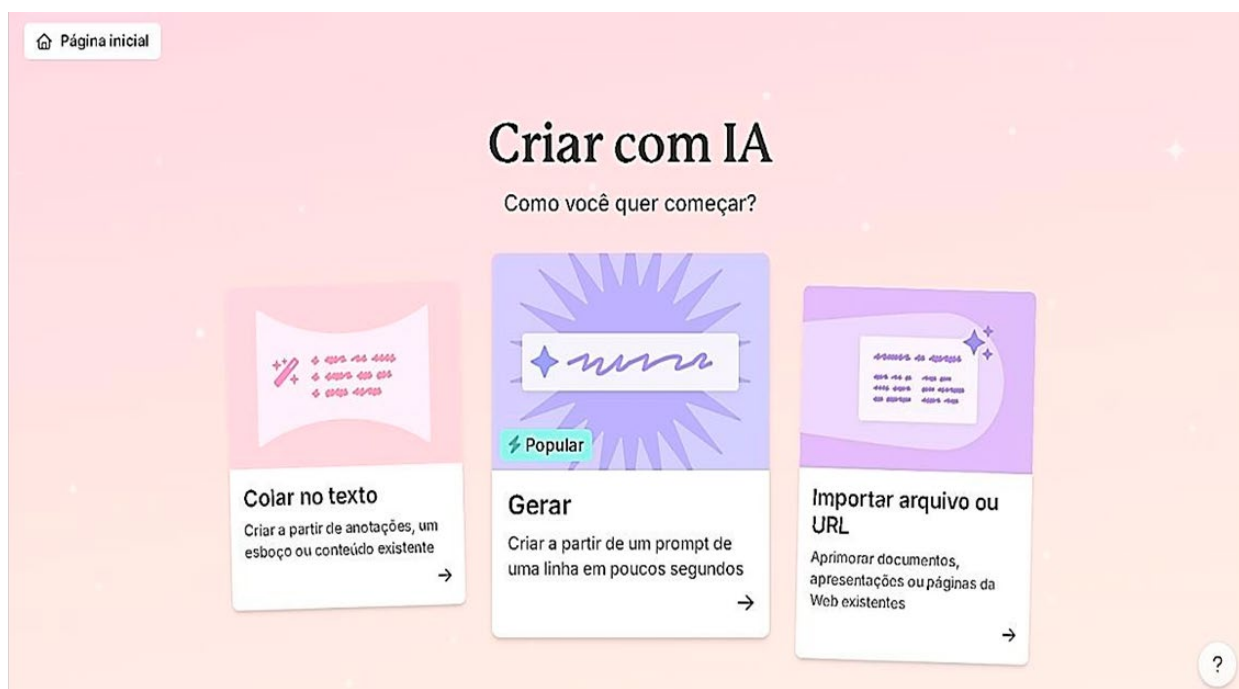 Página inicial
Criar com IA
Como você quer começar?
Popular
Colar no texto
Criar a partir de anotações, um
esboço ou conteúdo existente
Gerar
Criar a partir de um prompt de
uma linha em poucos segundos
Importar arquivo ou
URL
Aprimorar documentos,
apresentações ou páginas da
Web existentes
?